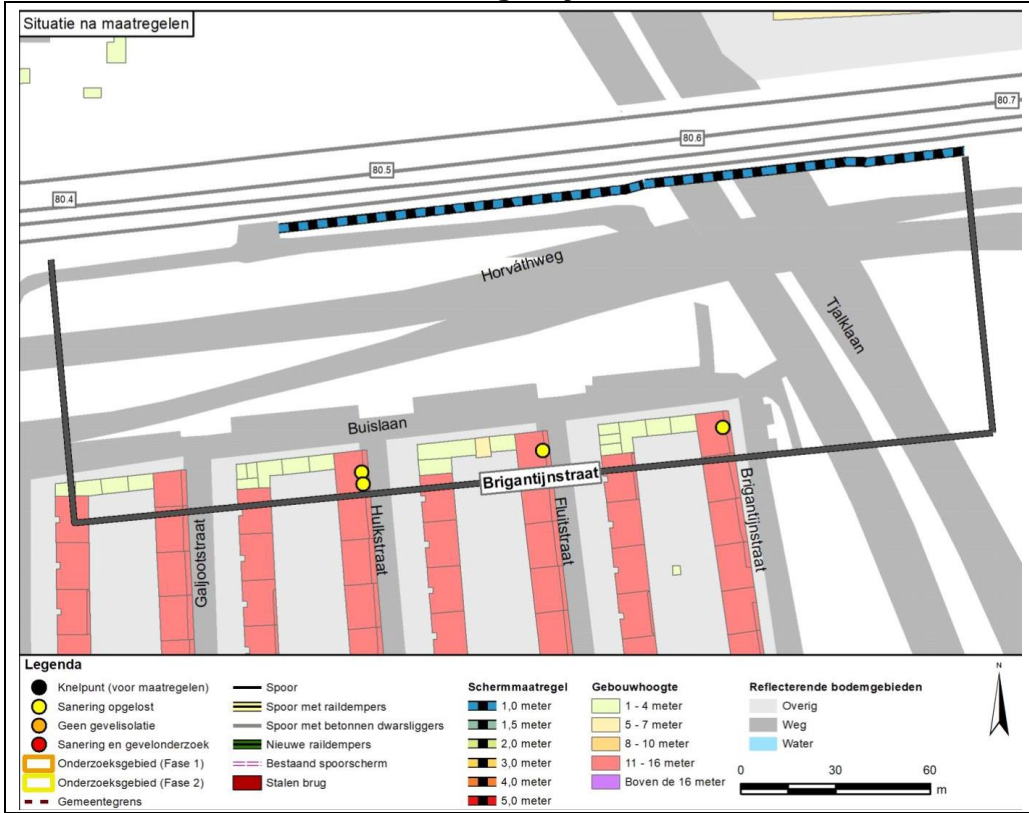 Situatie na maatregelen
80.7
80.6
80.5
80.4
Horváthweg
Tjalklaan
Buislaan
Brigantijnstraat
Galjootstraat
Hulkstraat
Fluitstraat
Brigantijnstraat
Legenda
Knelpunt (voor maatregelen)
Sanering opgelost
Geen gevelisolatie
Sanering en gevelonderzoek
Onderzoeksgebied (Fase 1)
Onderzoeksgebied (Fase 2)
Gemeentegrens
Spoor
Spoor met raildempers
Spoor met betonnen dwarsliggers
Nieuwe raildempers
Bestaand spoorscherm
Stalen brug
Schermmaatregel
1,0 meter
1,5 meter
2,0 meter
3,0 meter
4,0 meter
5,0 meter
Gebouwhoogte
1 - 4 meter
5 - 7 meter
8 - 10 meter
11 - 16 meter
Boven de 16 meter
Reflecterende bodemgebieden
Overig
Weg
Water
N
0 30 60
m